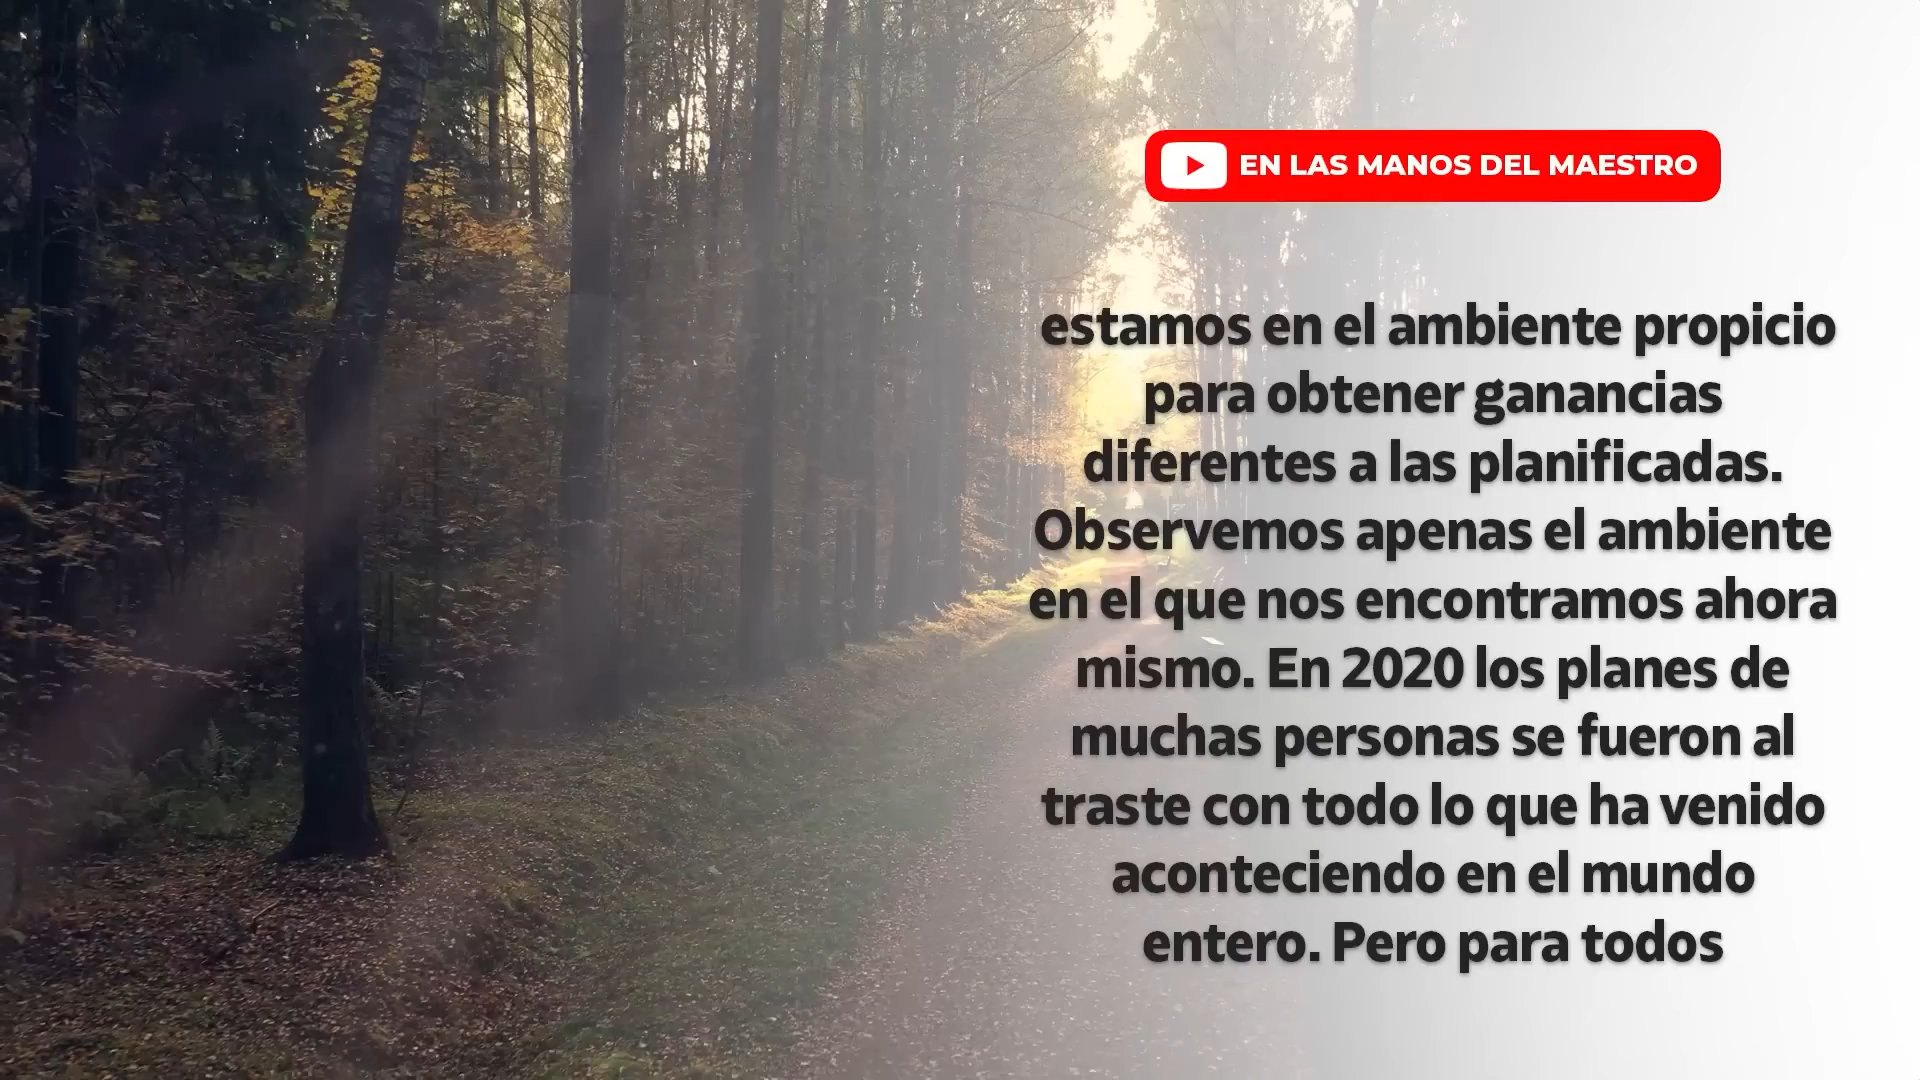 EN LAS MANOS DEL MAESTRO
estamos en el ambiente propicio
para obtener ganancias
diferentes a las planificadas.
Observemos apenas el ambiente
en el que nos encontramos ahora
mismo. En 2020 los planes de
muchas personas se fueron al
traste con todo lo que ha venido
aconteciendo en el mundo
entero. Pero para todos